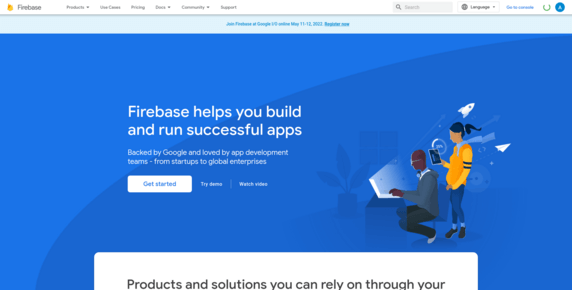 Firebase
Products
Use Cases
Pricing
Docs
Community
Support
Search
Language
Go to console
A
Join Firebase at Google I/O online May 11-12, 2022. Register now
Firebase helps you build
and run successful apps
Backed by Google and loved by app development
teams - from startups to global enterprises
Get started
Try demo
Watch video
Products and solutions you can rely on through your